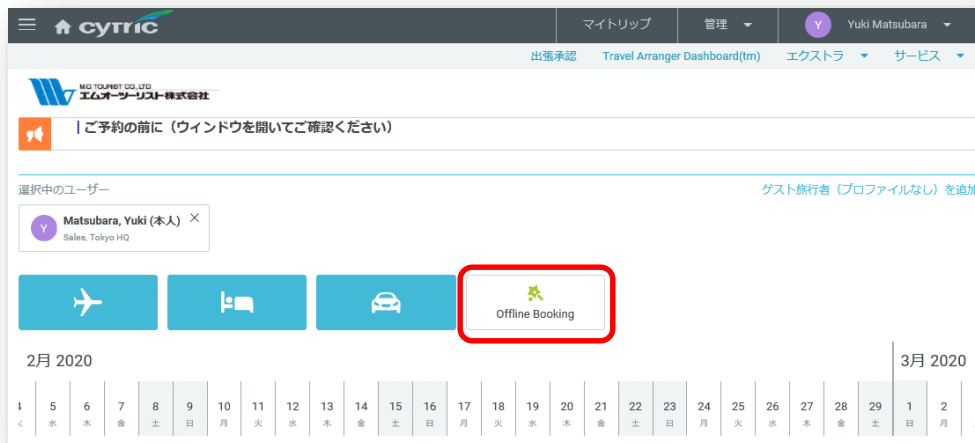 cytric マイトリップ 管理 Y Yuki Matsubara
出張承認 Travel Arranger Dashboard(tm) エクストラ サービス
M.O.TOURIST CO., LTD.
エムオーツーリスト株式会社
ご予約の前に（ウィンドウを開いてご確認ください）
選択中のユーザー ゲスト旅行者（プロファイルなし）を追加
Y Matsubara, Yuki (本人)
Sales, Tokyo HQ
Offline Booking
2月 2020 3月 2020
5 6 7 8 9 10 11 12 13 14 15 16 17 18 19 20 21 22 23 24 25 26 27 28 29 1 2
水 木 金 土 日 月 火 水 木 金 土 日 月 火 水 木 金 土 日 月 火 水 木 金 土 日 月